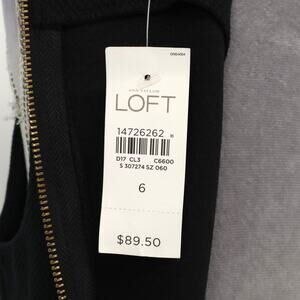 ANN TAYLOR
LOFT
14726262
D17 CL3 C6600
S 307274 SZ 060
6
$89.50